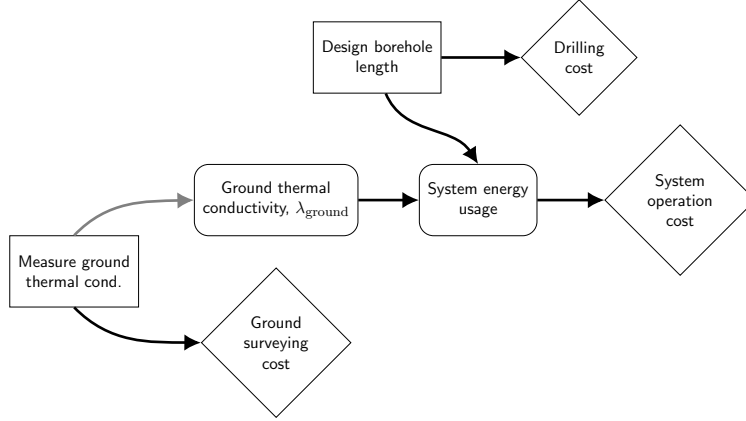 Design borehole
length
Drilling
cost
Ground thermal
conductivity, λground
System energy
usage
System
operation
cost
Measure ground
thermal cond.
Ground
surveying
cost